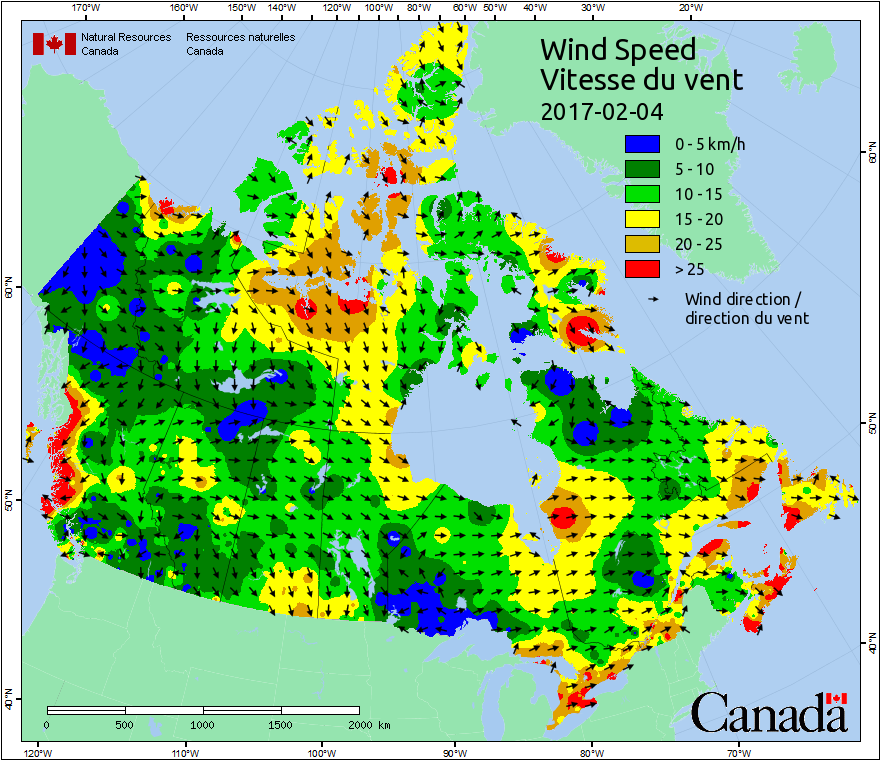 170°W 160°W 150°W 140°W 120°W 100°W 80°W 60°W 50°W 40°W 30°W 20°W
Natural Resources Ressources naturelles
Canada Canada
Wind Speed
Vitesse du vent
2017-02-04
0 - 5 km/h
5 - 10
10 - 15
15 - 20
20 - 25
> 25
Wind direction /
direction du vent
60°N
60°N
50°N
50°N
40°N
40°N
0 500 1000 1500 2000 km
Canada
120°W 110°W 100°W 90°W 80°W 70°W